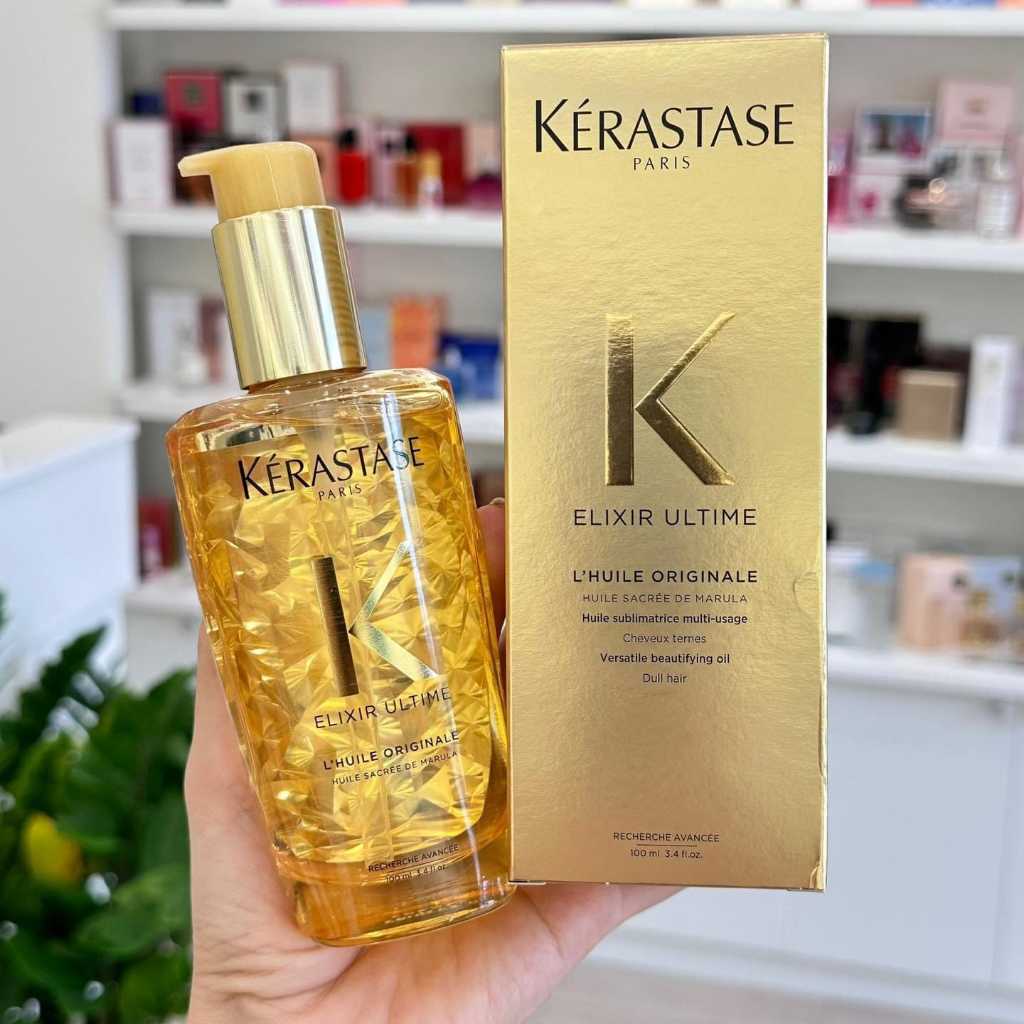 KÉRASTASE
PARIS
K
ELIXIR ULTIME
L'HUILE ORIGINALE
HUILE SACRÉE DE MARULA
RECHERCHE AVANCÉE
100 ml 3.4 fl.oz.
KÉRASTASE
PARIS
K
ELIXIR ULTIME
L'HUILE ORIGINALE
HUILE SACRÉE DE MARULA
Huile sublimatrice multi-usage
Cheveux ternes
Versatile beautifying oil
Dull hair
RECHERCHE AVANCÉE
100 ml 3.4 fl.oz.